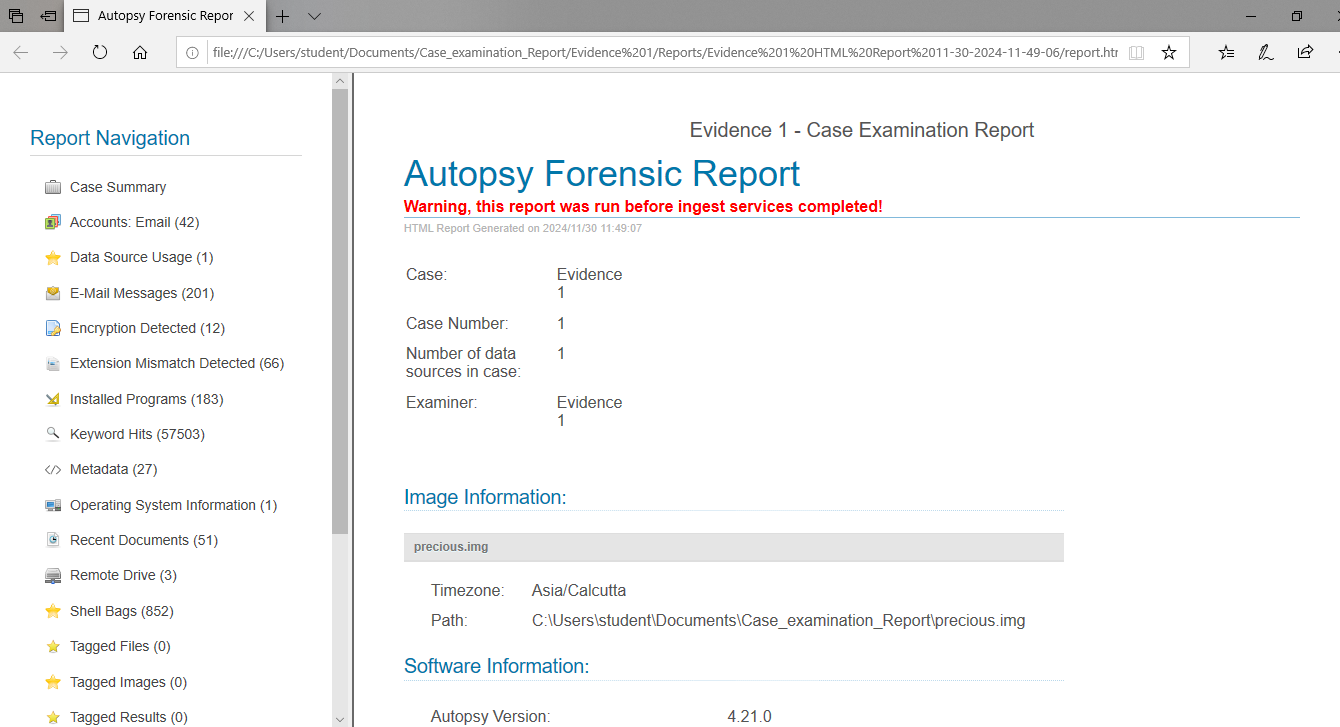 Autopsy Forensic Repor
file:///C:/Users/student/Documents/Case_examination_Report/Evidence%201/Reports/Evidence%201%20HTML%20Report%2011-30-2024-11-49-06/report.htm
Report Navigation
Case Summary
Accounts: Email (42)
Data Source Usage (1)
E-Mail Messages (201)
Encryption Detected (12)
Extension Mismatch Detected (66)
Installed Programs (183)
Keyword Hits (57503)
Metadata (27)
Operating System Information (1)
Recent Documents (51)
Remote Drive (3)
Shell Bags (852)
Tagged Files (0)
Tagged Images (0)
Tagged Results (0)
Evidence 1 - Case Examination Report
Autopsy Forensic Report
Warning, this report was run before ingest services completed!
HTML Report Generated on 2024/11/30 11:49:07
Case: Evidence
1
Case Number: 1
Number of data 1
sources in case:
Examiner: Evidence
1
Image Information:
precious.img
Timezone: Asia/Calcutta
Path: C:\Users\student\Documents\Case_examination_Report\precious.img
Software Information:
Autopsy Version: 4.21.0